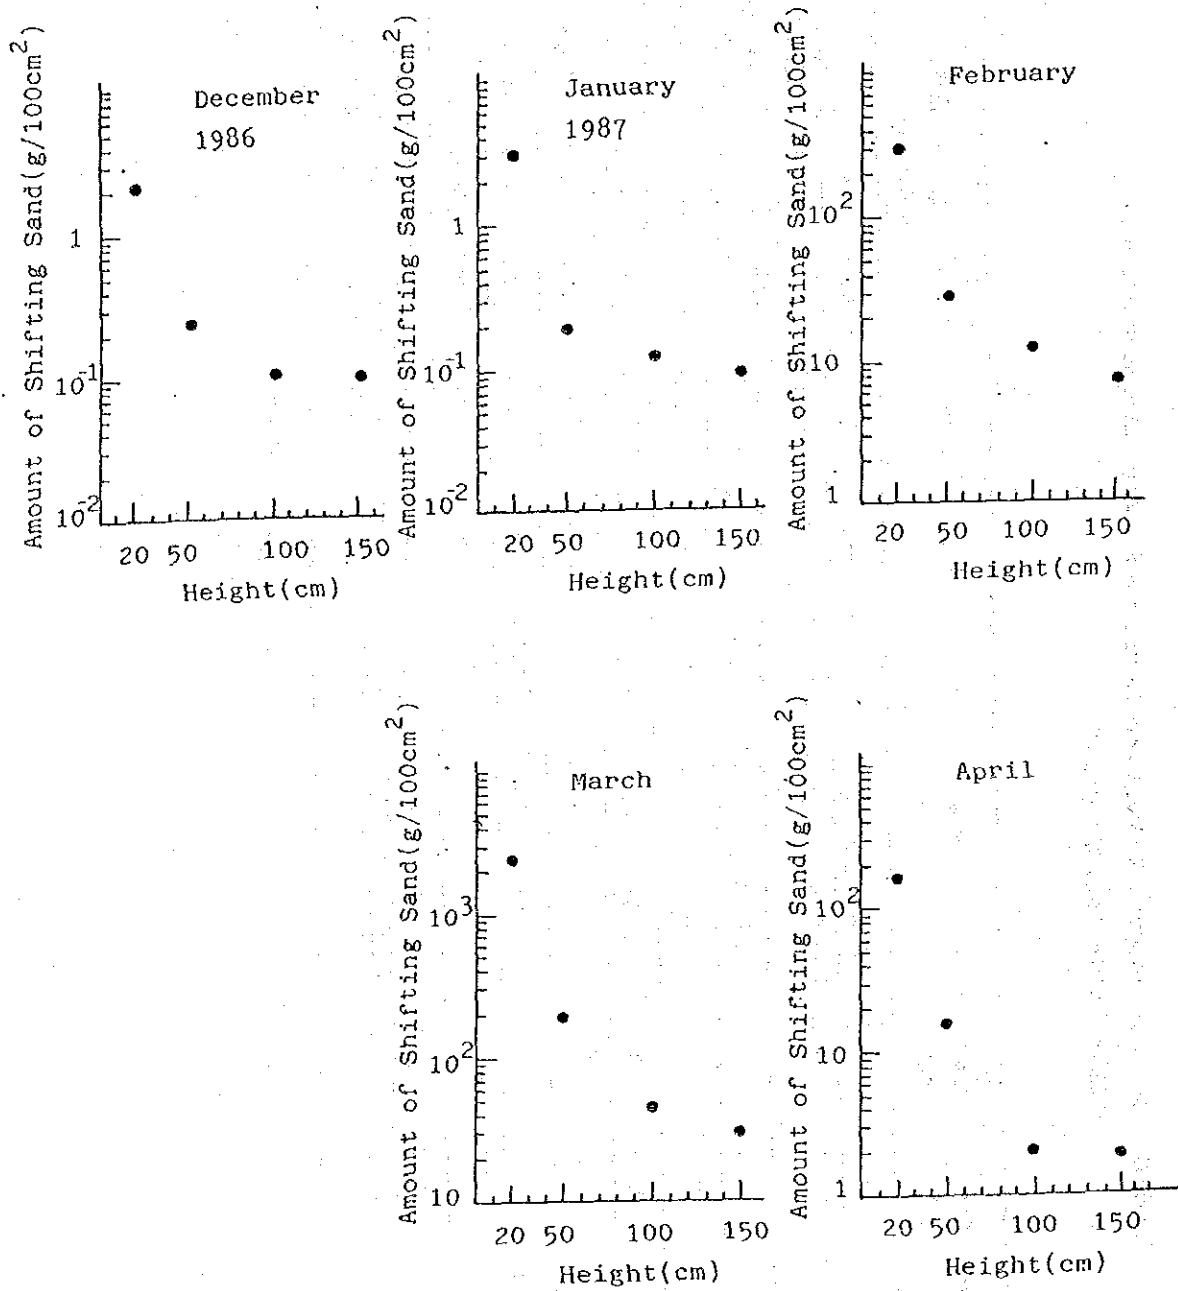 Amount of Shifting Sand(g/100cm²)
December
1986
1
10⁻¹
10⁻²
20 50 100 150
Height(cm)
Amount of Shifting Sand(g/100cm²)
January
1987
1
10⁻¹
10⁻²
20 50 100 150
Height(cm)
Amount of Shifting Sand(g/100cm²)
February
10²
10
1
20 50 100 150
Height(cm)
Amount of Shifting Sand(g/100cm²)
March
10³
10²
10
20 50 100 150
Height(cm)
Amount of Shifting Sand(g/100cm²)
April
10²
10
1
20 50 100 150
Height(cm)